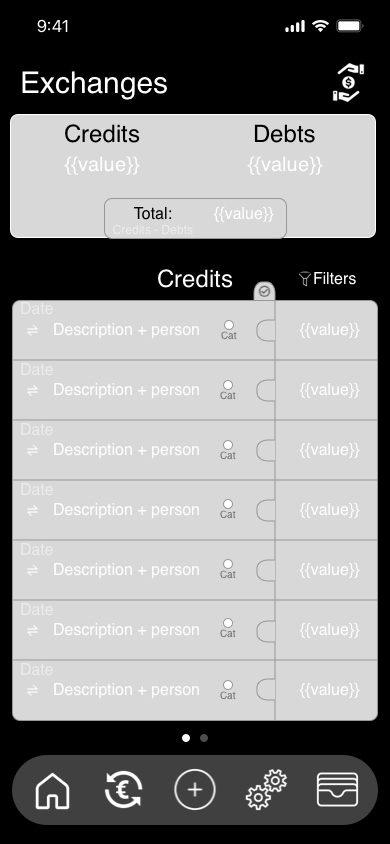 9:41
Exchanges
Credits Debts
{{value}} {{value}}
Total: {{value}}
Credits - Debts
Credits Filters
Date
Description + person Cat {{value}}
Date
Description + person Cat {{value}}
Date
Description + person Cat {{value}}
Date
Description + person Cat {{value}}
Date
Description + person Cat {{value}}
Date
Description + person Cat {{value}}
Date
Description + person Cat {{value}}